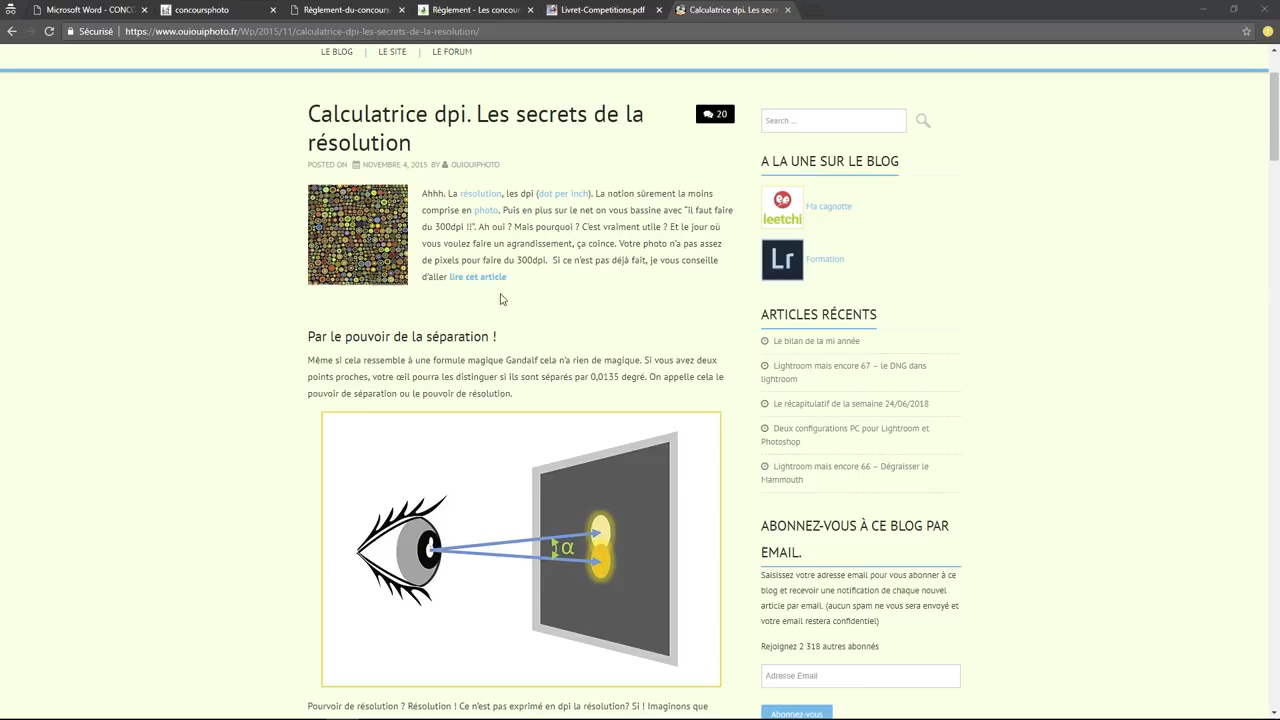 Modern World - CONC
concoursphoto
Règlement-du-concours
Règlement - Les concour
Livret-Competitions.pdf
Calculatrice dpi. Les sec
Sécurisé
https://www.ouiouiphoto.fr/Wp/2015/11/calculatrice-dpi-les-secrets-de-la-resolution/
LE BLOG | LE SITE | LE FORUM
Calculatrice dpi. Les secrets de la
résolution
20
POSTED ON NOVEMBRE 4, 2015 BY OUIOUIPHOTO
Ahhh. La résolution, les dpi (dot per inch). La notion sûrement la moins
comprise en photo. Puis en plus sur le net on vous bassine avec "il faut faire
du 300dpi !!". Ah oui ? Mais pourquoi ? C'est vraiment utile ? Et le jour où
vous voulez faire un agrandissement, ça coince. Votre photo n'a pas assez
de pixels pour faire du 300dpi. Si ce n'est pas déjà fait, je vous conseille
d'aller lire cet article
Par le pouvoir de la séparation !
Même si cela ressemble à une formule magique Gandalf cela n'a rien de magique. Si vous avez deux
points proches, votre œil pourra les distinguer si ils sont séparés par 0,0135 degré. On appelle cela le
pouvoir de séparation ou le pouvoir de résolution.
α
Pourvoir de résolution ? Résolution ! Ce n'est pas exprimé en dpi la résolution? Si ! Imaginons que
Search ...
A LA UNE SUR LE BLOG
leetchi
Ma cagnotte
Lr
Formation
ARTICLES RÉCENTS
Le bilan de la mi année
Lightroom mais encore 67 – le DNG dans
lightroom
Le récapitulatif de la semaine 24/06/2018
Deux configurations PC pour Lightroom et
Photoshop
Lightroom mais encore 66 – Dégraisser le
Mammouth
ABONNEZ-VOUS À CE BLOG PAR
EMAIL.
Saisissez votre adresse email pour vous abonner à ce
blog et recevoir une notification de chaque nouvel
article par email. (aucun spam ne vous sera envoyé et
votre email restera confidentiel)
Rejoignez 2 318 autres abonnés
Adresse Email
Abonnez-vous